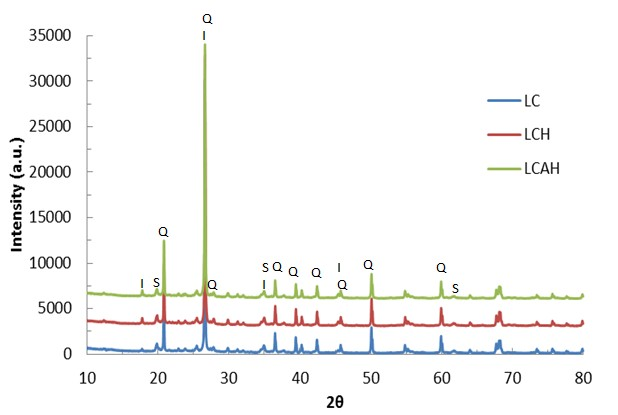 Q
I
35000
30000
25000
20000
15000
10000
5000
0
Intensity (a.u.)
LC
LCH
LCAH
Q
I S Q
S Q Q Q I Q Q Q S
I
10 20 30 40 50 60 70 80
2θ